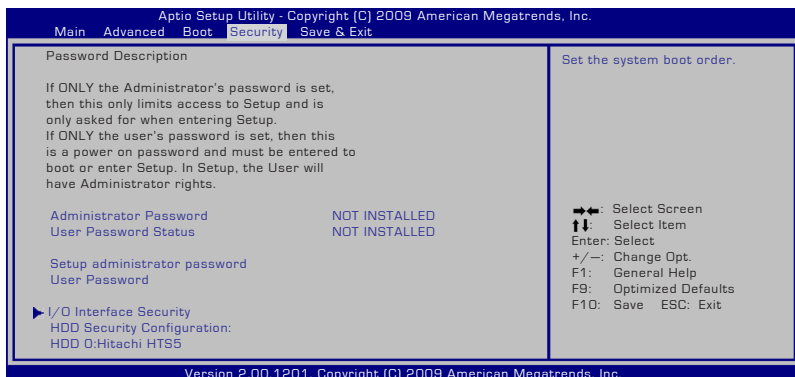 Aptio Setup Utility - Copyright (C) 2009 American Megatrends, Inc.
Main Advanced Boot Security Save & Exit
Password Description
If ONLY the Administrator's password is set,
then this only limits access to Setup and is
only asked for when entering Setup.
If ONLY the user's password is set, then this
is a power on password and must be entered to
boot or enter Setup. In Setup, the User will
have Administrator rights.
Administrator Password NOT INSTALLED
User Password Status NOT INSTALLED
Setup administrator password
User Password
I/O Interface Security
HDD Security Configuration:
HDD 0:Hitachi HTS5
Set the system boot order.
→←: Select Screen
↑↓: Select Item
Enter: Select
+/—: Change Opt.
F1: General Help
F9: Optimized Defaults
F10: Save ESC: Exit
Version 2.00.1201. Copyright (C) 2009 American Megatrends, Inc.